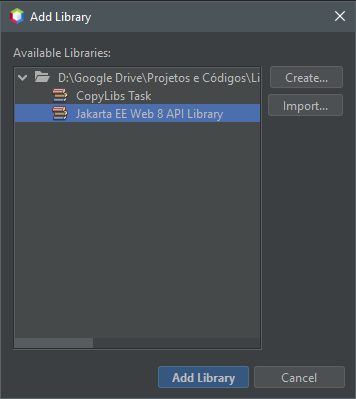 Add Library
Available Libraries:
D:\Google Drive\Projetos e Códigos\Li
Create...
CopyLibs Task
Import...
Jakarta EE Web 8 API Library
Add Library
Cancel